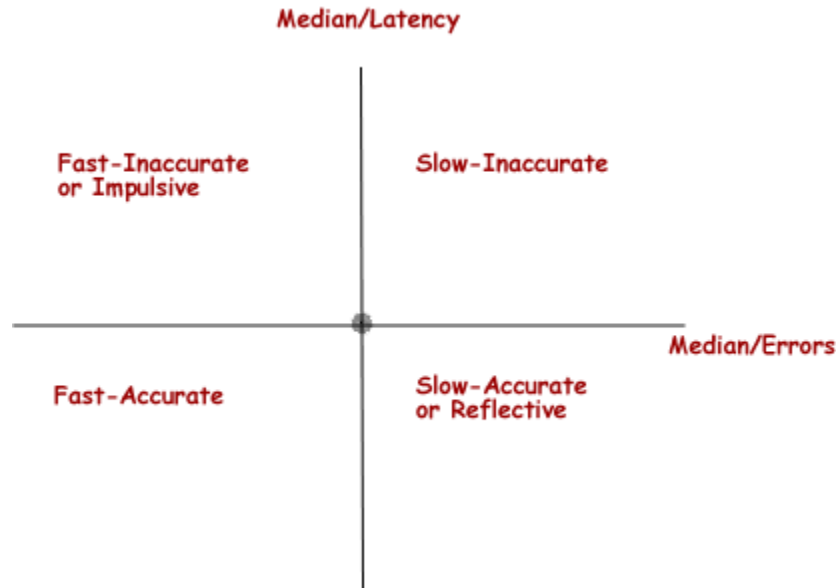 Median/Latency
Fast-Inaccurate
or Impulsive
Slow-Inaccurate
Median/Errors
Fast-Accurate
Slow-Accurate
or Reflective